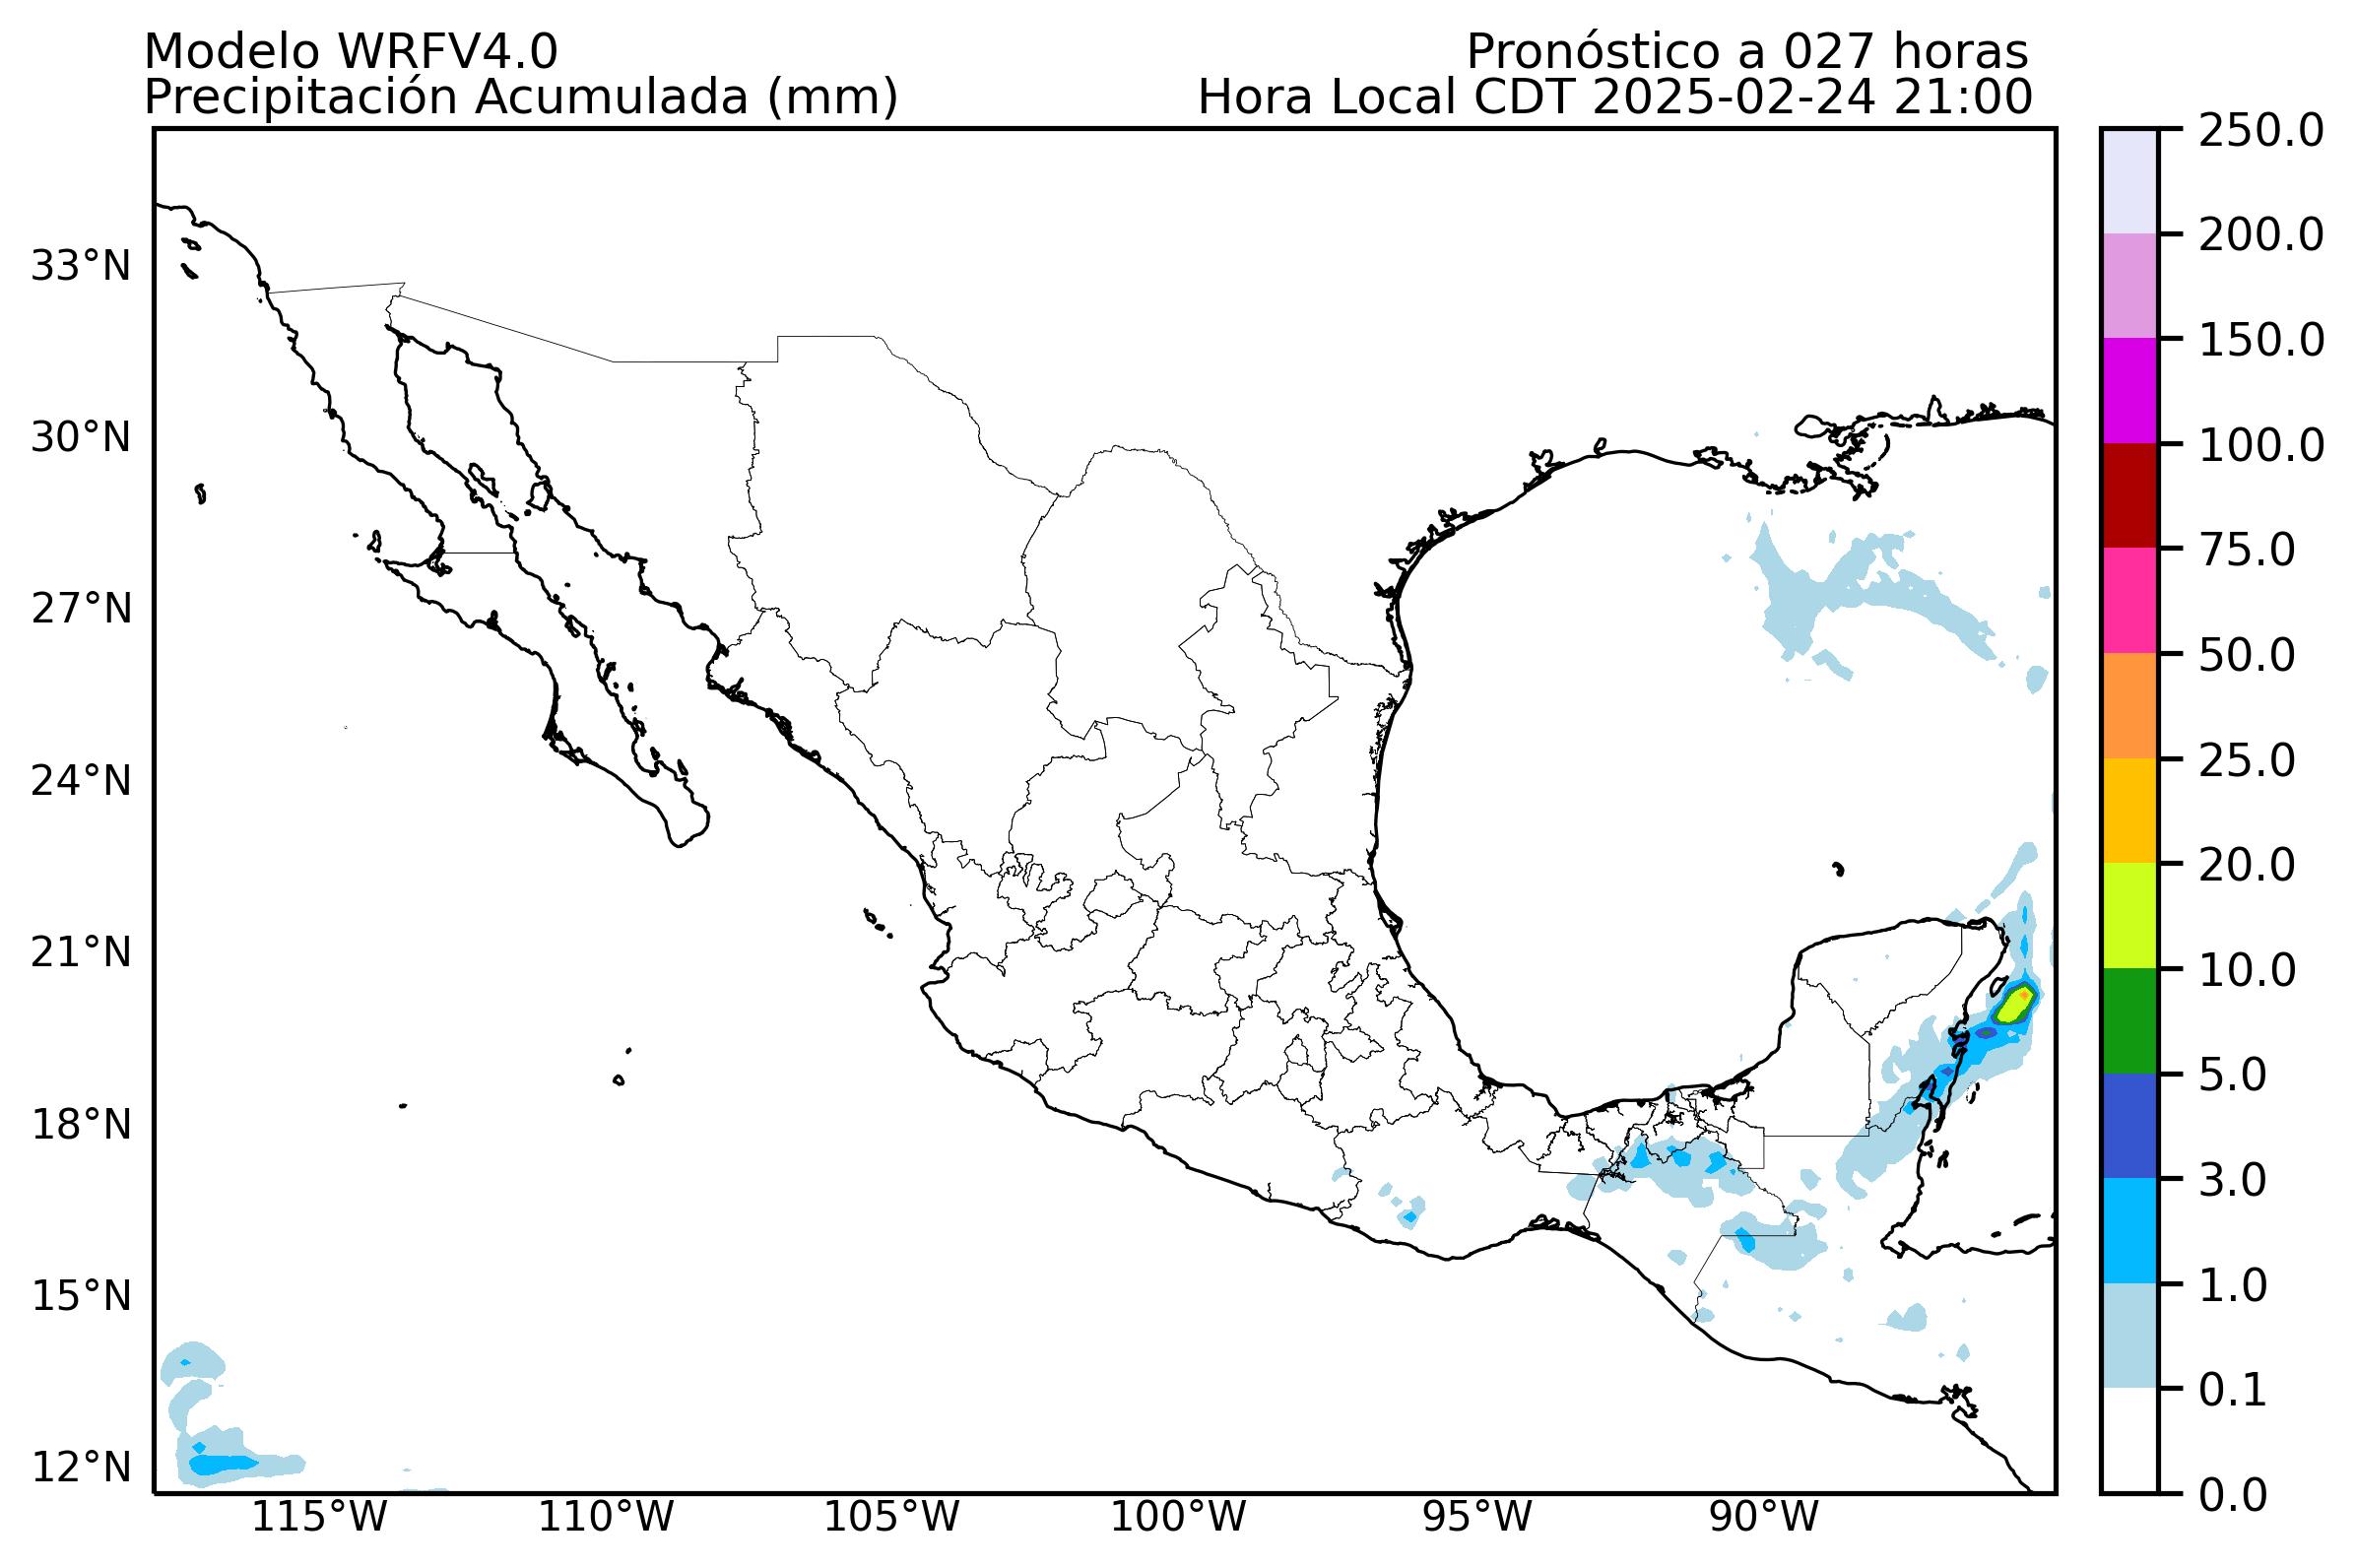 Modelo WRFV4.0
Pronóstico a 027 horas
Precipitación Acumulada (mm)
Hora Local CDT 2025-02-24 21:00
33°N
30°N
27°N
24°N
21°N
18°N
15°N
12°N
115°W
110°W
105°W
100°W
95°W
90°W
250.0
200.0
150.0
100.0
75.0
50.0
25.0
20.0
10.0
5.0
3.0
1.0
0.1
0.0